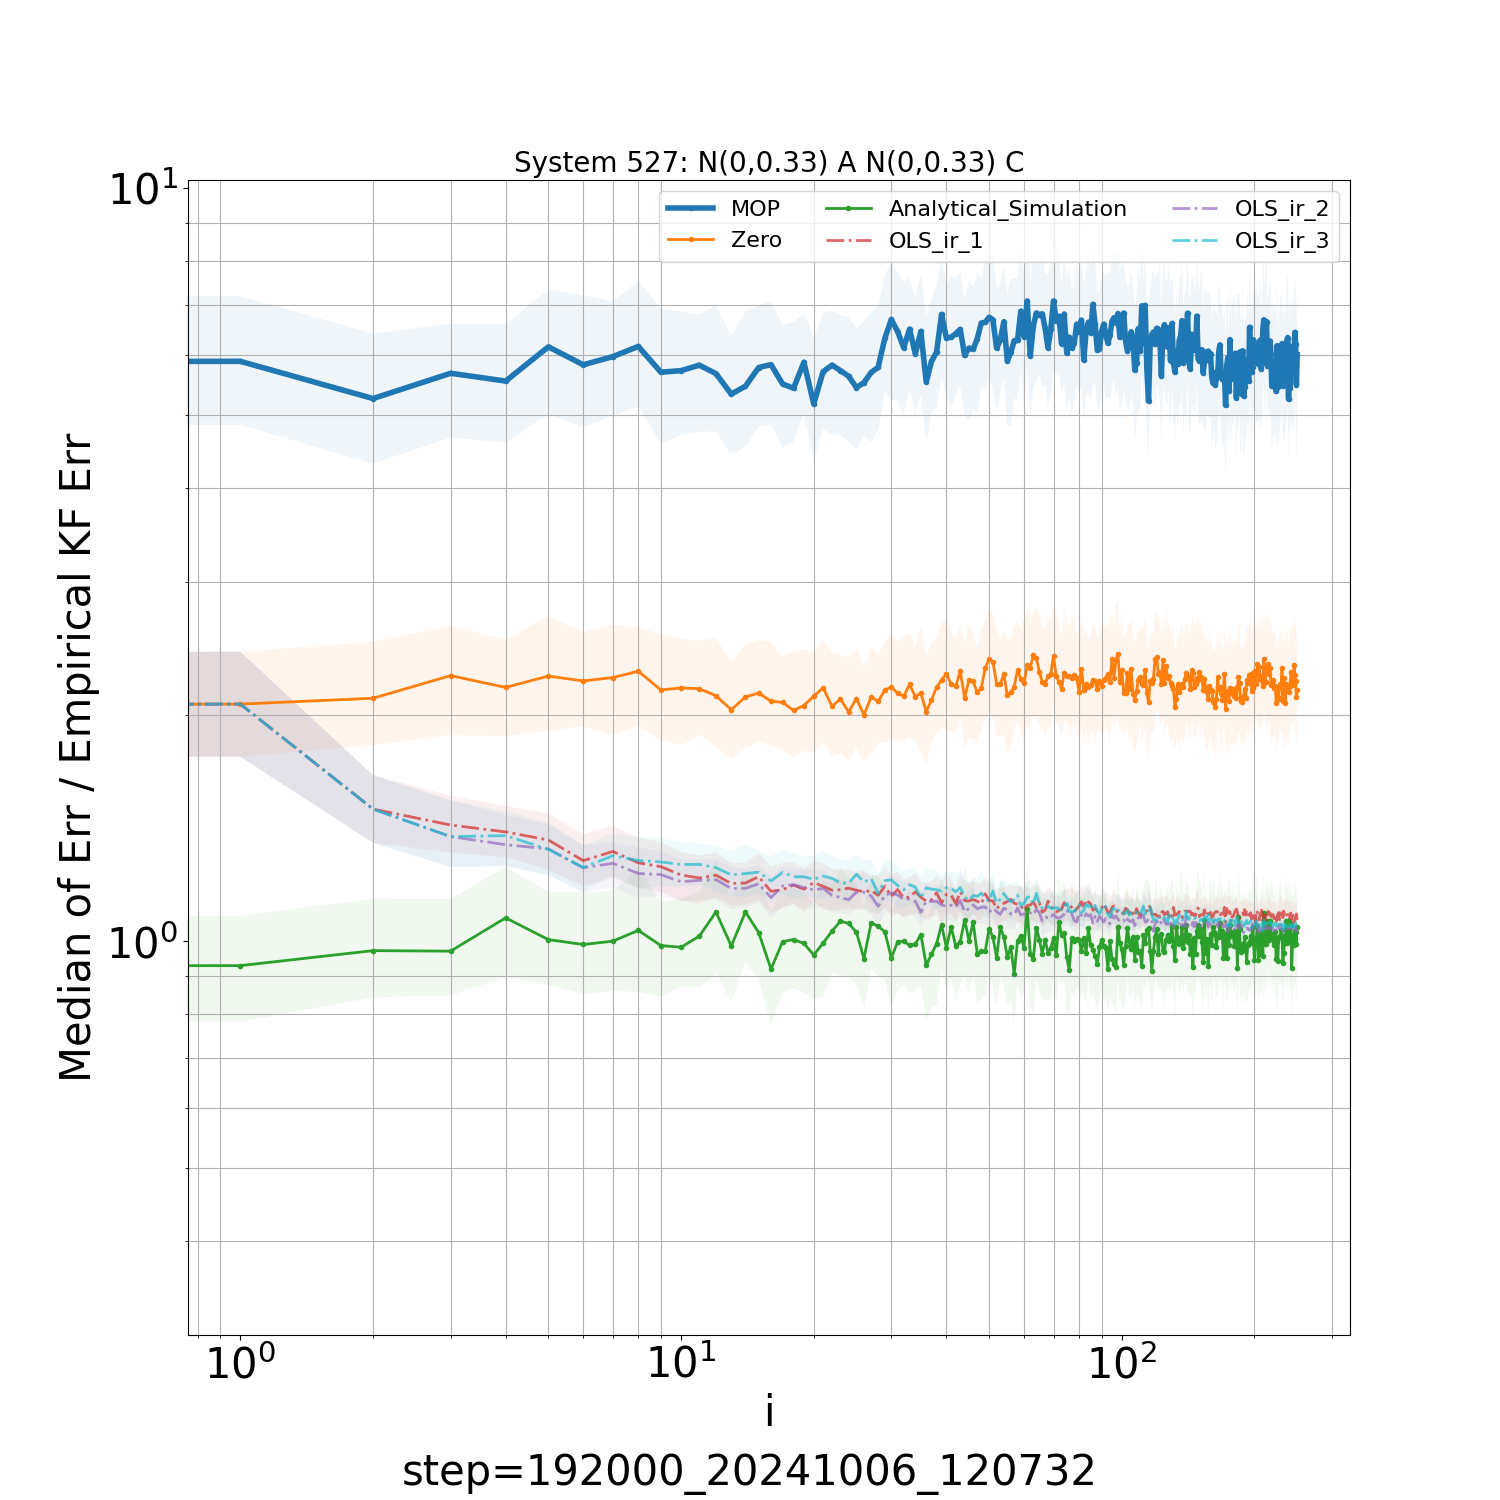 System 527: N(0,0.33) A N(0,0.33) C
MOP
Zero
Analytical_Simulation
OLS_ir_1
OLS_ir_2
OLS_ir_3
10¹
10⁰
Median of Err / Empirical KF Err
10⁰ 10¹ 10²
i
step=192000_20241006_120732